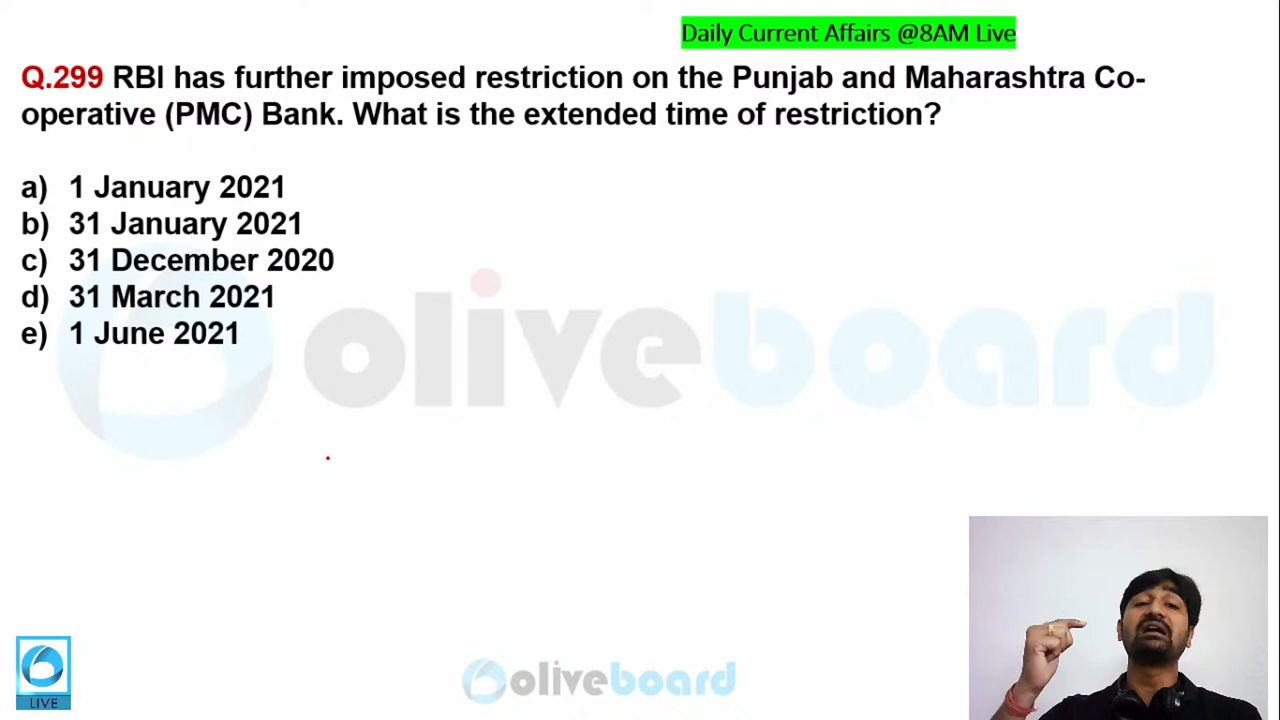 Daily Current Affairs @8AM Live
Q.299 RBI has further imposed restriction on the Punjab and Maharashtra Co-
operative (PMC) Bank. What is the extended time of restriction?
a) 1 January 2021
b) 31 January 2021
c) 31 December 2020
d) 31 March 2021
e) 1 June 2021
oliveboard
LIVE
oliveboard